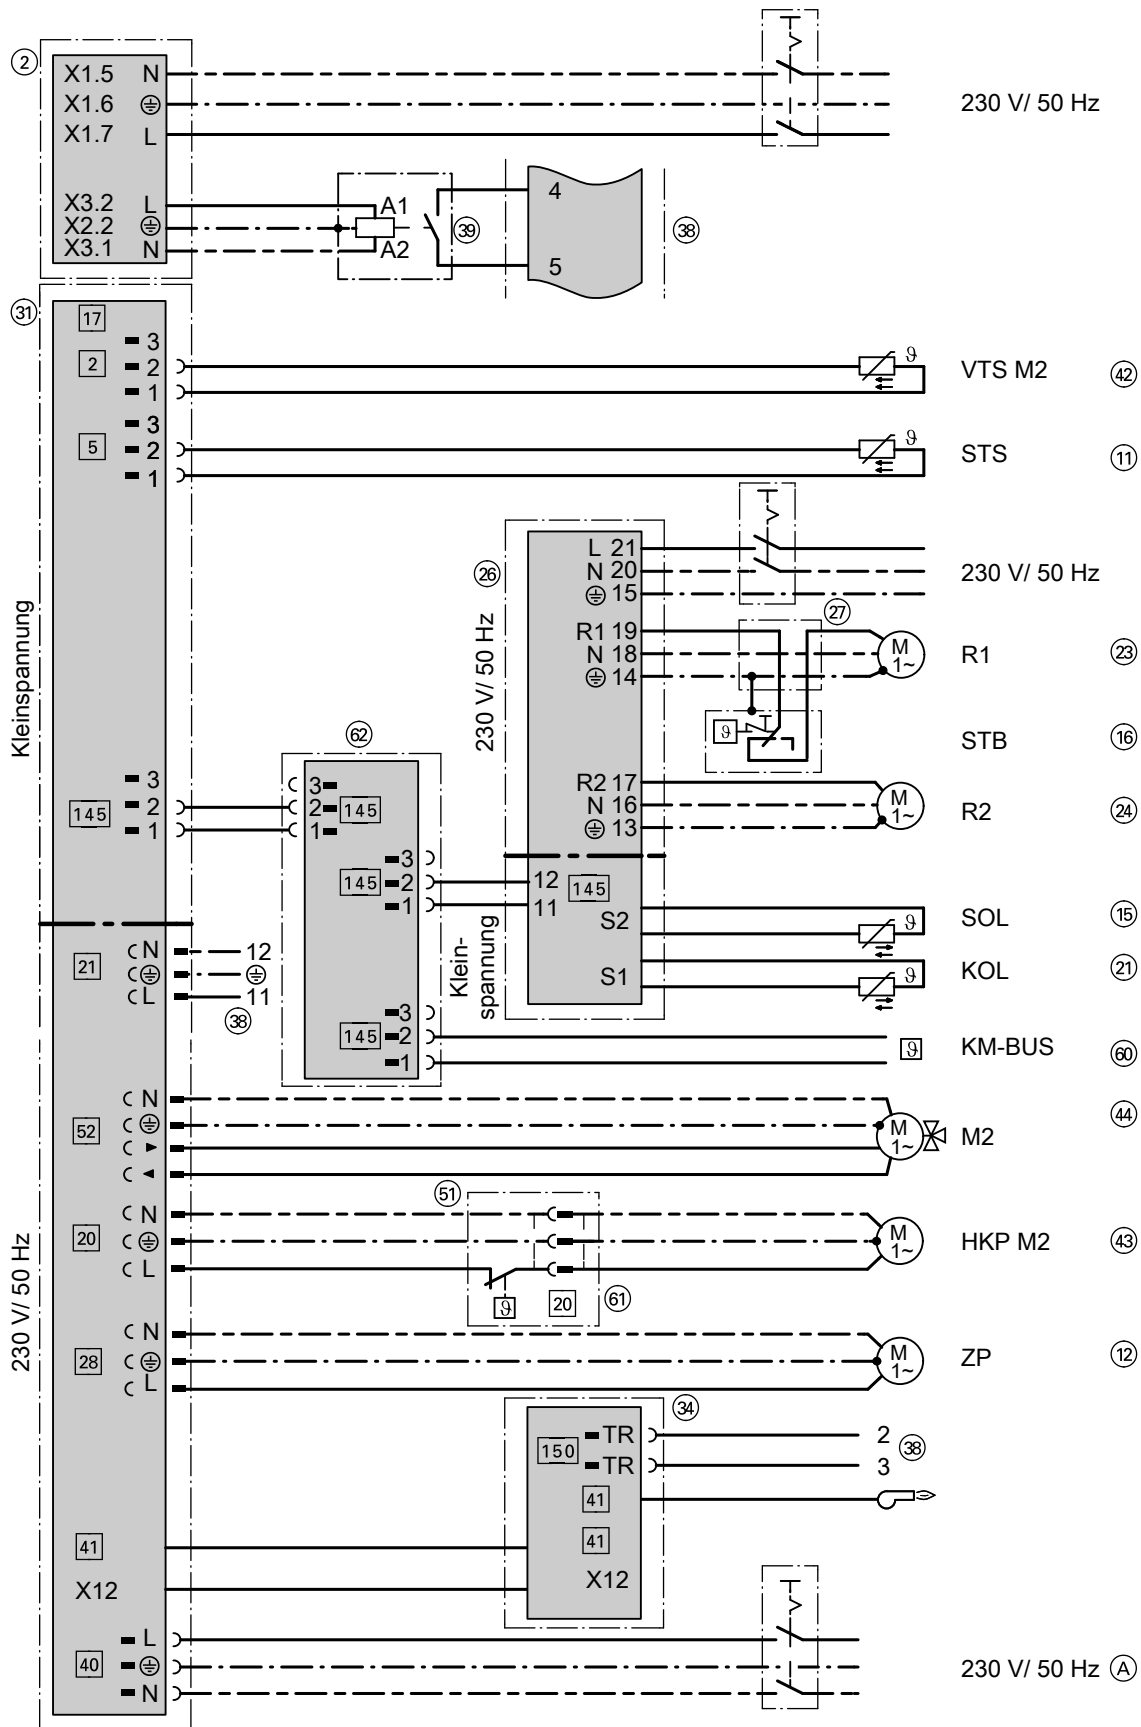 2
X1.5 N
X1.6
X1.7 L
230 V/ 50 Hz
X3.2 L
X2.2
X3.1 N
A1
A2
39
4
5
38
31
17
3
2
2
1
VTS M2 42
5
3
2
1
STS 11
Kleinspannung
26
230 V/ 50 Hz
L 21
N 20
15
230 V/ 50 Hz
27
R1 19
N 18
14
M
1~
R1 23
ϑ
STB 16
R2 17
N 16
13
M
1~
R2 24
62
145
3
2
1
3
2
1
145
145
3
2
1
12
11
145
Klein-
spannung
S2
SOL 15
S1
KOL 21
145
3
2
1
ϑ
KM-BUS 60
21
N
L
12
11
38
230 V/ 50 Hz
52
N
M
1~
M2 44
20
N
L
51
ϑ
20
61
M
1~
HKP M2 43
28
N
L
M
1~
ZP 12
34
150
TR
TR
2
3
38
41
41
X12
41
X12
40
L
N
230 V/ 50 Hz A
ϑ
ϑ
ϑ
ϑ